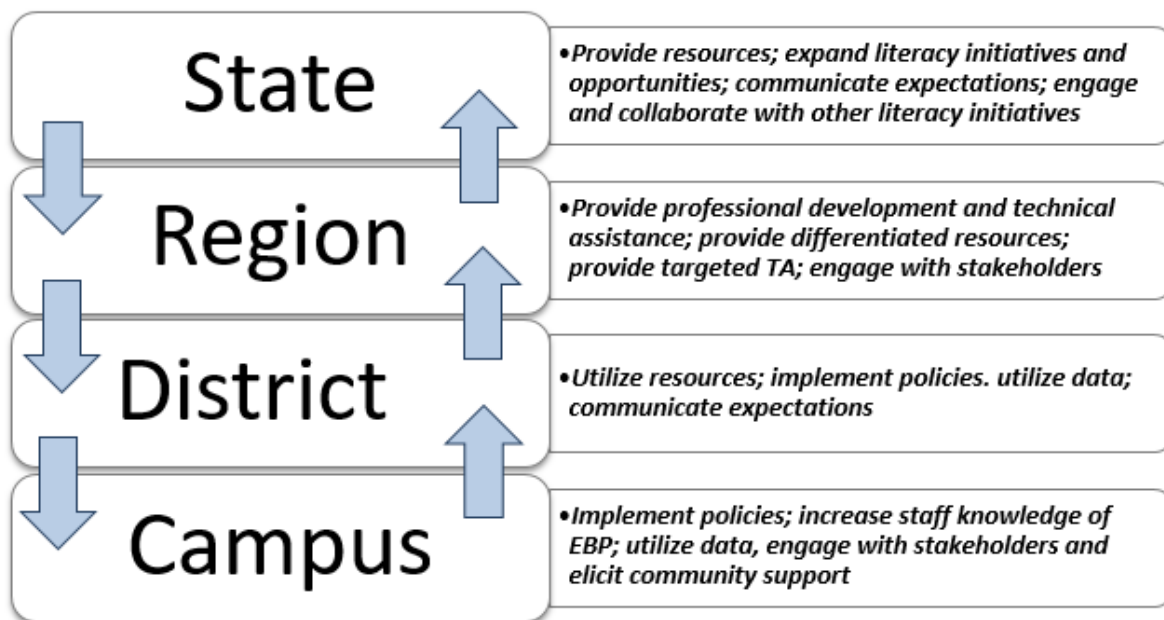 State
•Provide resources; expand literacy initiatives and
opportunities; communicate expectations; engage
and collaborate with other literacy initiatives
Region
•Provide professional development and technical
assistance; provide differentiated resources;
provide targeted TA; engage with stakeholders
District
•Utilize resources; implement policies. utilize data;
communicate expectations
Campus
•Implement policies; increase staff knowledge of
EBP; utilize data, engage with stakeholders and
elicit community support